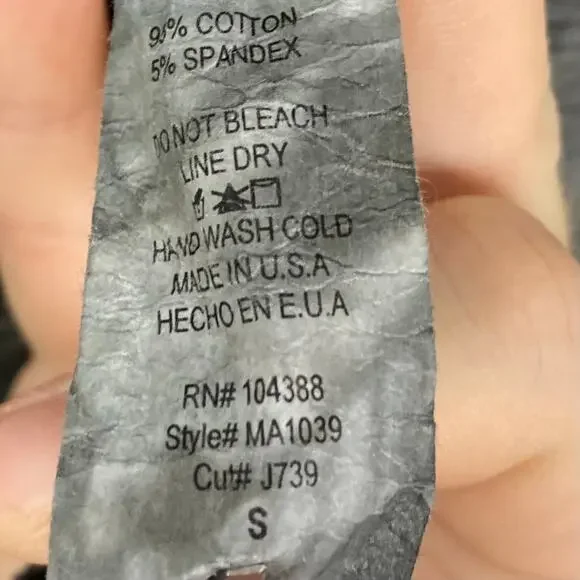 95% COTTON
5% SPANDEX
DO NOT BLEACH
LINE DRY
HAND WASH COLD
MADE IN U.S.A
HECHO EN E.U.A
RN# 104388
Style# MA1039
Cut# J739
S